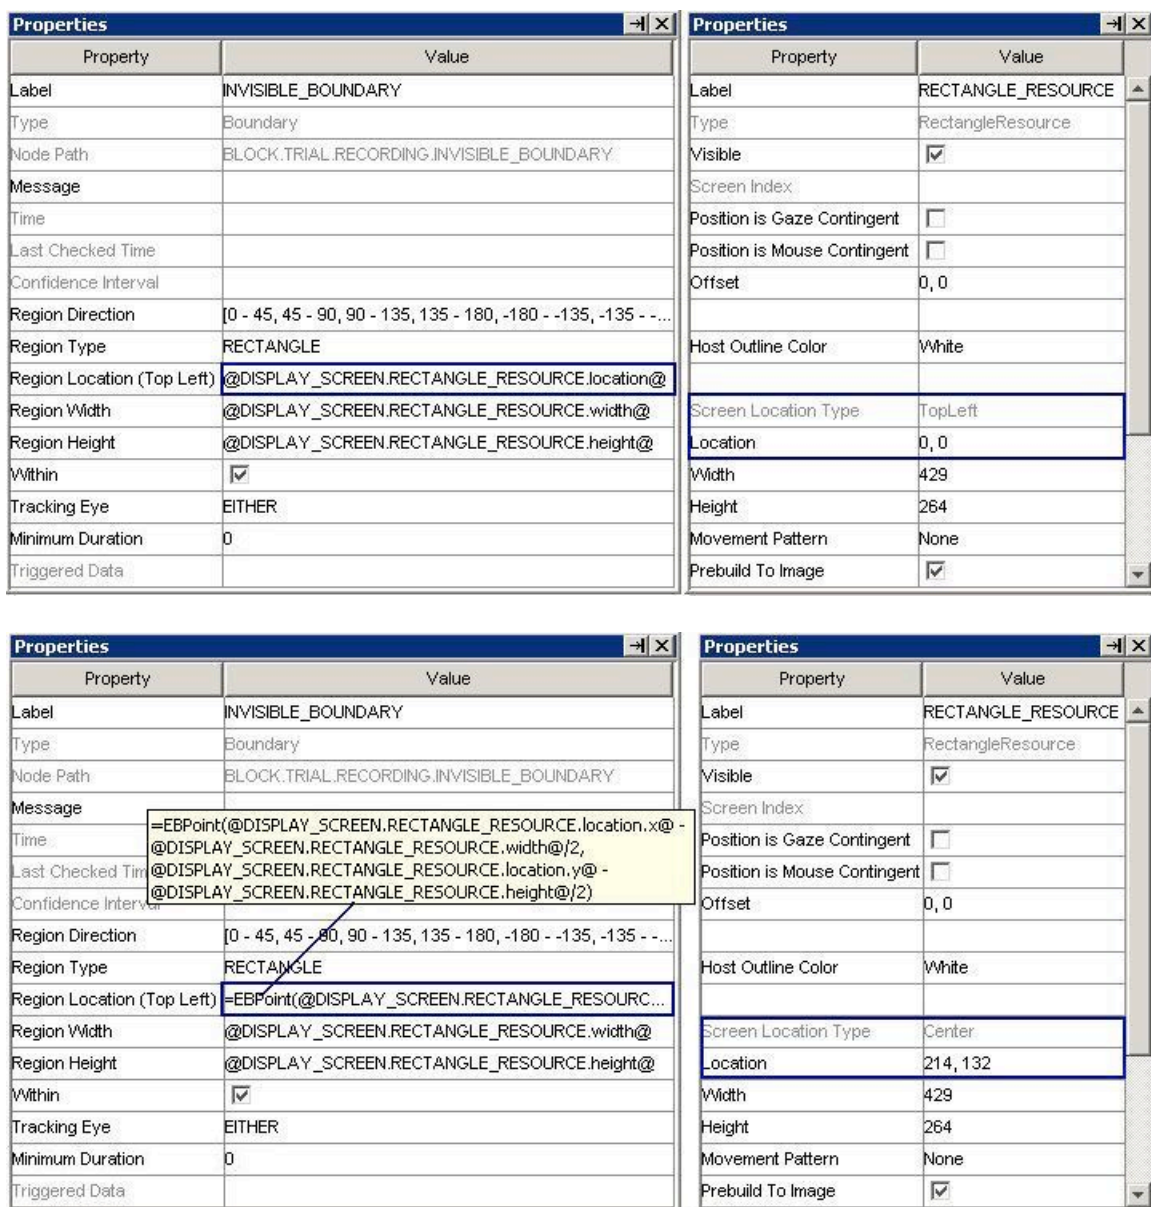 Properties
Property Value
Label INVISIBLE_BOUNDARY
Type Boundary
Node Path BLOCK.TRIAL.RECORDING.INVISIBLE_BOUNDARY
Message
Time
Last Checked Time
Confidence Interval
Region Direction [0 - 45, 45 - 90, 90 - 135, 135 - 180, -180 - -135, -135 - -...
Region Type RECTANGLE
Region Location (Top Left) @DISPLAY_SCREEN.RECTANGLE_RESOURCE.location@
Region Width @DISPLAY_SCREEN.RECTANGLE_RESOURCE.width@
Region Height @DISPLAY_SCREEN.RECTANGLE_RESOURCE.height@
Within
Tracking Eye EITHER
Minimum Duration 0
Triggered Data
Properties
Property Value
Label RECTANGLE_RESOURCE
Type RectangleResource
Visible
Screen Index
Position is Gaze Contingent
Position is Mouse Contingent
Offset 0, 0
Host Outline Color White
Screen Location Type TopLeft
Location 0, 0
Width 429
Height 264
Movement Pattern None
Prebuild To Image
Properties
Property Value
Label INVISIBLE_BOUNDARY
Type Boundary
Node Path BLOCK.TRIAL.RECORDING.INVISIBLE_BOUNDARY
Message
=EBPoint(@DISPLAY_SCREEN.RECTANGLE_RESOURCE.location.x@ -
@DISPLAY_SCREEN.RECTANGLE_RESOURCE.width@/2,
@DISPLAY_SCREEN.RECTANGLE_RESOURCE.location.y@ -
@DISPLAY_SCREEN.RECTANGLE_RESOURCE.height@/2)
Time
Last Checked Tim
Confidence Interval
Region Direction [0 - 45, 45 - 90, 90 - 135, 135 - 180, -180 - -135, -135 - -...
Region Type RECTANGLE
Region Location (Top Left) =EBPoint(@DISPLAY_SCREEN.RECTANGLE_RESOURC...
Region Width @DISPLAY_SCREEN.RECTANGLE_RESOURCE.width@
Region Height @DISPLAY_SCREEN.RECTANGLE_RESOURCE.height@
Within
Tracking Eye EITHER
Minimum Duration 0
Triggered Data
Properties
Property Value
Label RECTANGLE_RESOURCE
Type RectangleResource
Visible
Screen Index
Position is Gaze Contingent
Position is Mouse Contingent
Offset 0, 0
Host Outline Color White
Screen Location Type Center
Location 214, 132
Width 429
Height 264
Movement Pattern None
Prebuild To Image